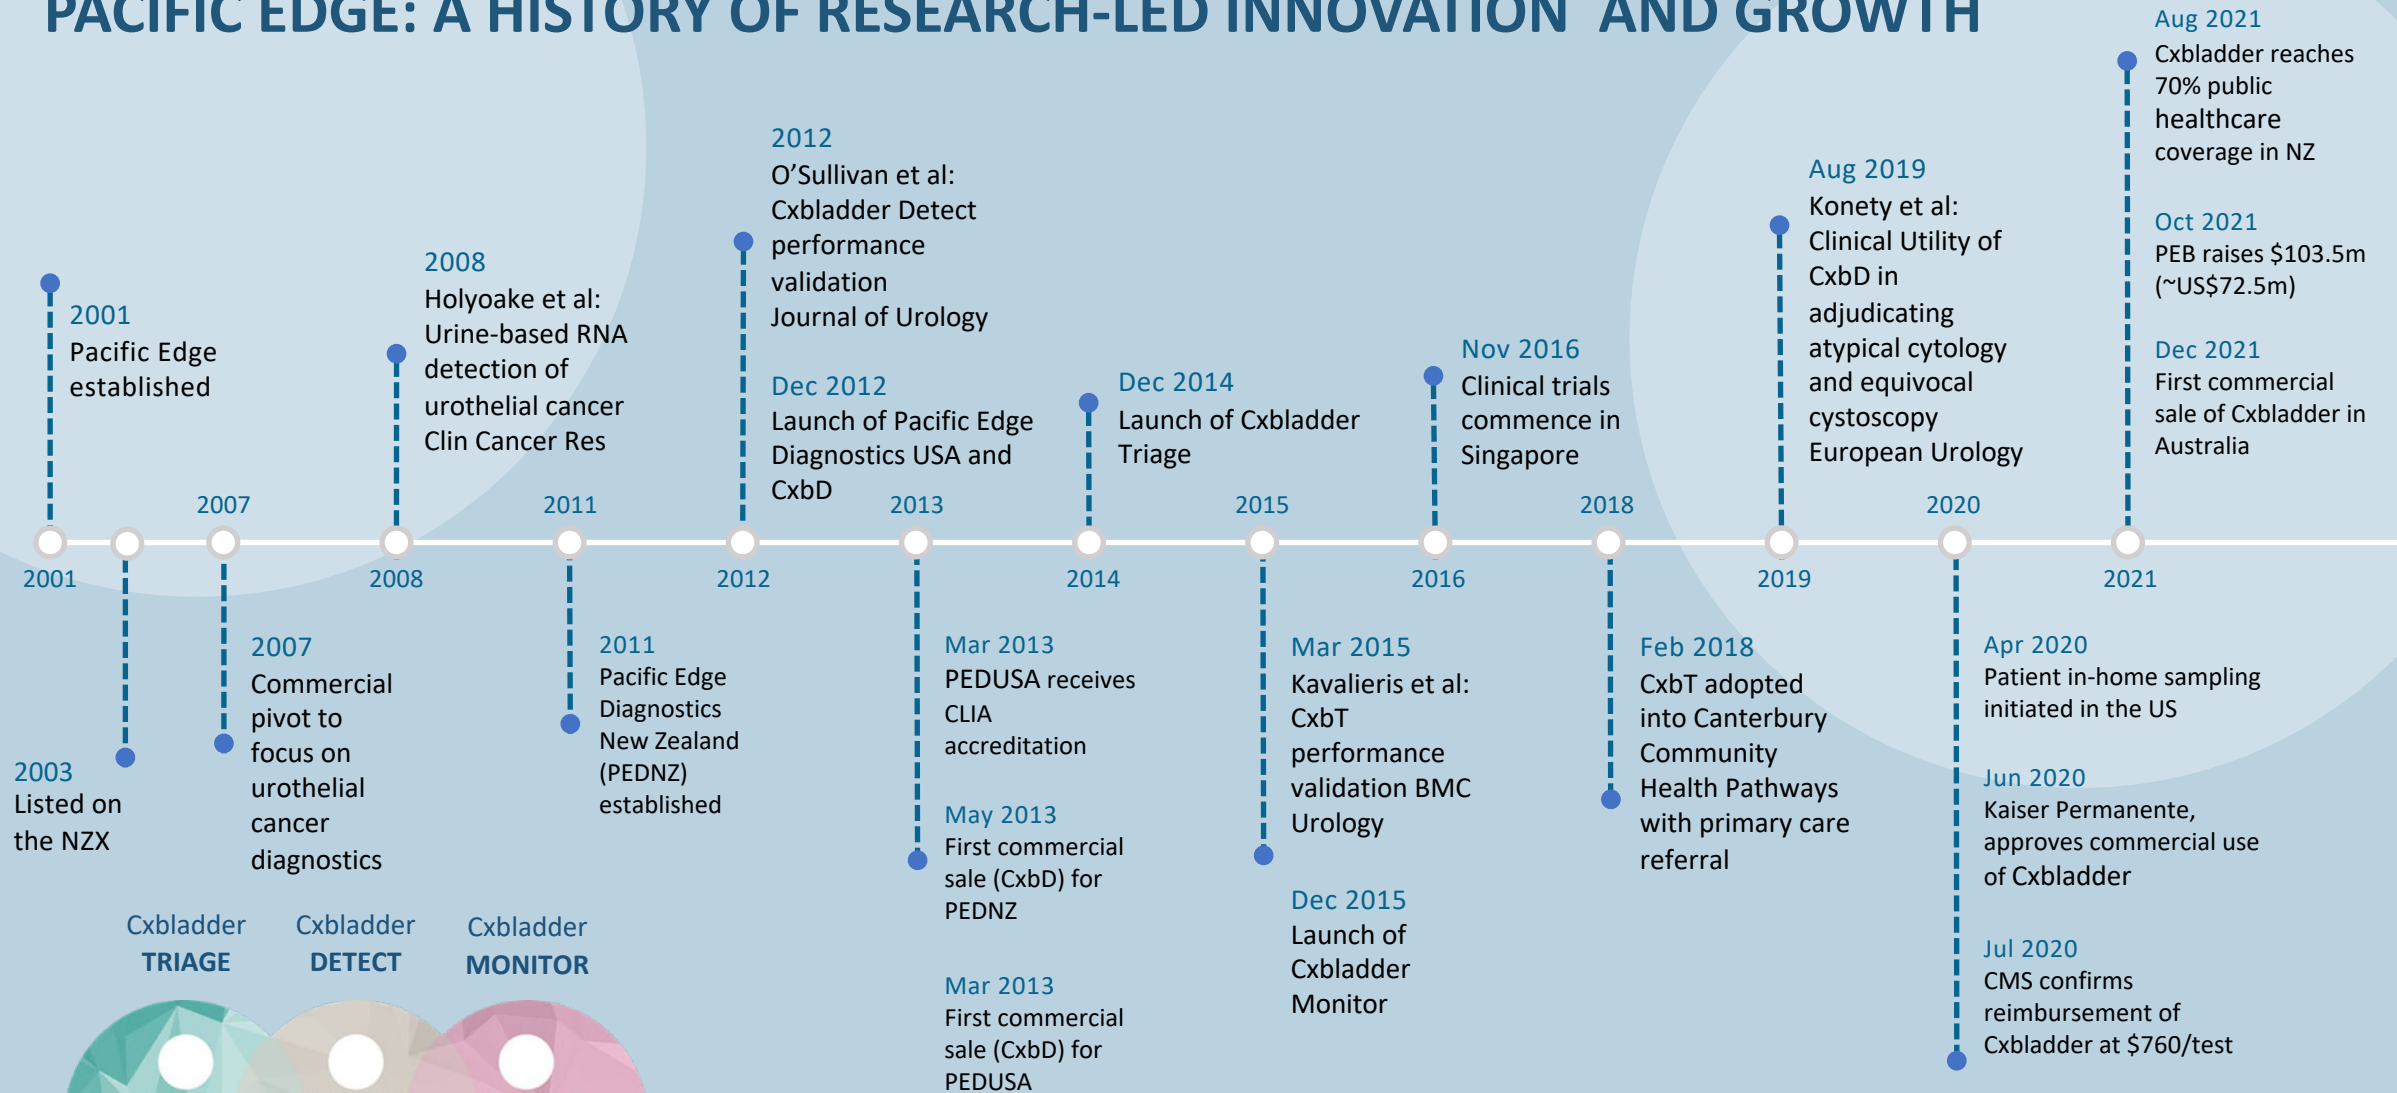 PACIFIC EDGE: A HISTORY OF RESEARCH-LED INNOVATION AND GROWTH
2001
Pacific Edge
established
2003
Listed on
the NZX
2007
2007
Commercial
pivot to
focus on
urothelial
cancer
diagnostics
2008
Holyoake et al:
Urine-based RNA
detection of
urothelial cancer
Clin Cancer Res
2011
2011
Pacific Edge
Diagnostics
New Zealand
(PEDNZ)
established
2012
O’Sullivan et al:
Cxbladder Detect
performance
validation
Journal of Urology
Dec 2012
Launch of Pacific Edge
Diagnostics USA and
CxbD
2013
Mar 2013
PEDUSA receives
CLIA
accreditation
May 2013
First commercial
sale (CxbD) for
PEDNZ
Mar 2013
First commercial
sale (CxbD) for
PEDUSA
Dec 2014
Launch of Cxbladder
Triage
2015
Mar 2015
Kavalieris et al:
CxbT
performance
validation BMC
Urology
Dec 2015
Launch of
Cxbladder
Monitor
Nov 2016
Clinical trials
commence in
Singapore
2018
Feb 2018
CxbT adopted
into Canterbury
Community
Health Pathways
with primary care
referral
Aug 2019
Konety et al:
Clinical Utility of
CxbD in
adjudicating
atypical cytology
and equivocal
cystoscopy
European Urology
2020
Apr 2020
Patient in-home sampling
initiated in the US
Jun 2020
Kaiser Permanente,
approves commercial use
of Cxbladder
Jul 2020
CMS confirms
reimbursement of
Cxbladder at $760/test
Aug 2021
Cxbladder reaches
70% public
healthcare
coverage in NZ
Oct 2021
PEB raises $103.5m
(~US$72.5m)
Dec 2021
First commercial
sale of Cxbladder in
Australia
2001
2008
2012
2014
2016
2019
2021
Cxbladder
TRIAGE
Cxbladder
DETECT
Cxbladder
MONITOR